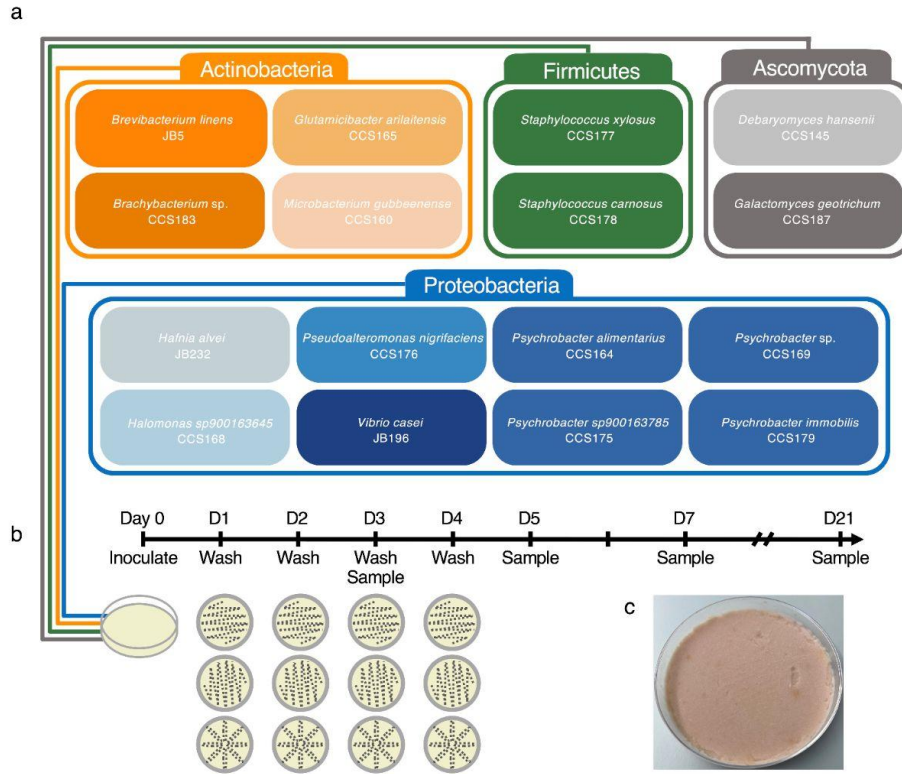 a
Actinobacteria
Firmicutes
Ascomycota
Brevibacterium linens
JB5
Glutamicibacter arilaitensis
CCS165
Staphylococcus xylosus
CCS177
Debaryomyces hansenii
CCS145
Brachybacterium sp.
CCS183
Microbacterium gubbeenense
CCS160
Staphylococcus carnosus
CCS178
Galactomyces geotrichum
CCS187
Proteobacteria
Hafnia alvei
JB232
Pseudoalteromonas nigrifaciens
CCS176
Psychrobacter alimentarius
CCS164
Psychrobacter sp.
CCS169
Halomonas sp900163645
CCS168
Vibrio casei
JB196
Psychrobacter sp900163785
CCS175
Psychrobacter immobilis
CCS179
b
Day 0
D1
D2
D3
D4
D5
D7
D21
Inoculate
Wash
Wash
Wash
Sample
Wash
Sample
Sample
Sample
c